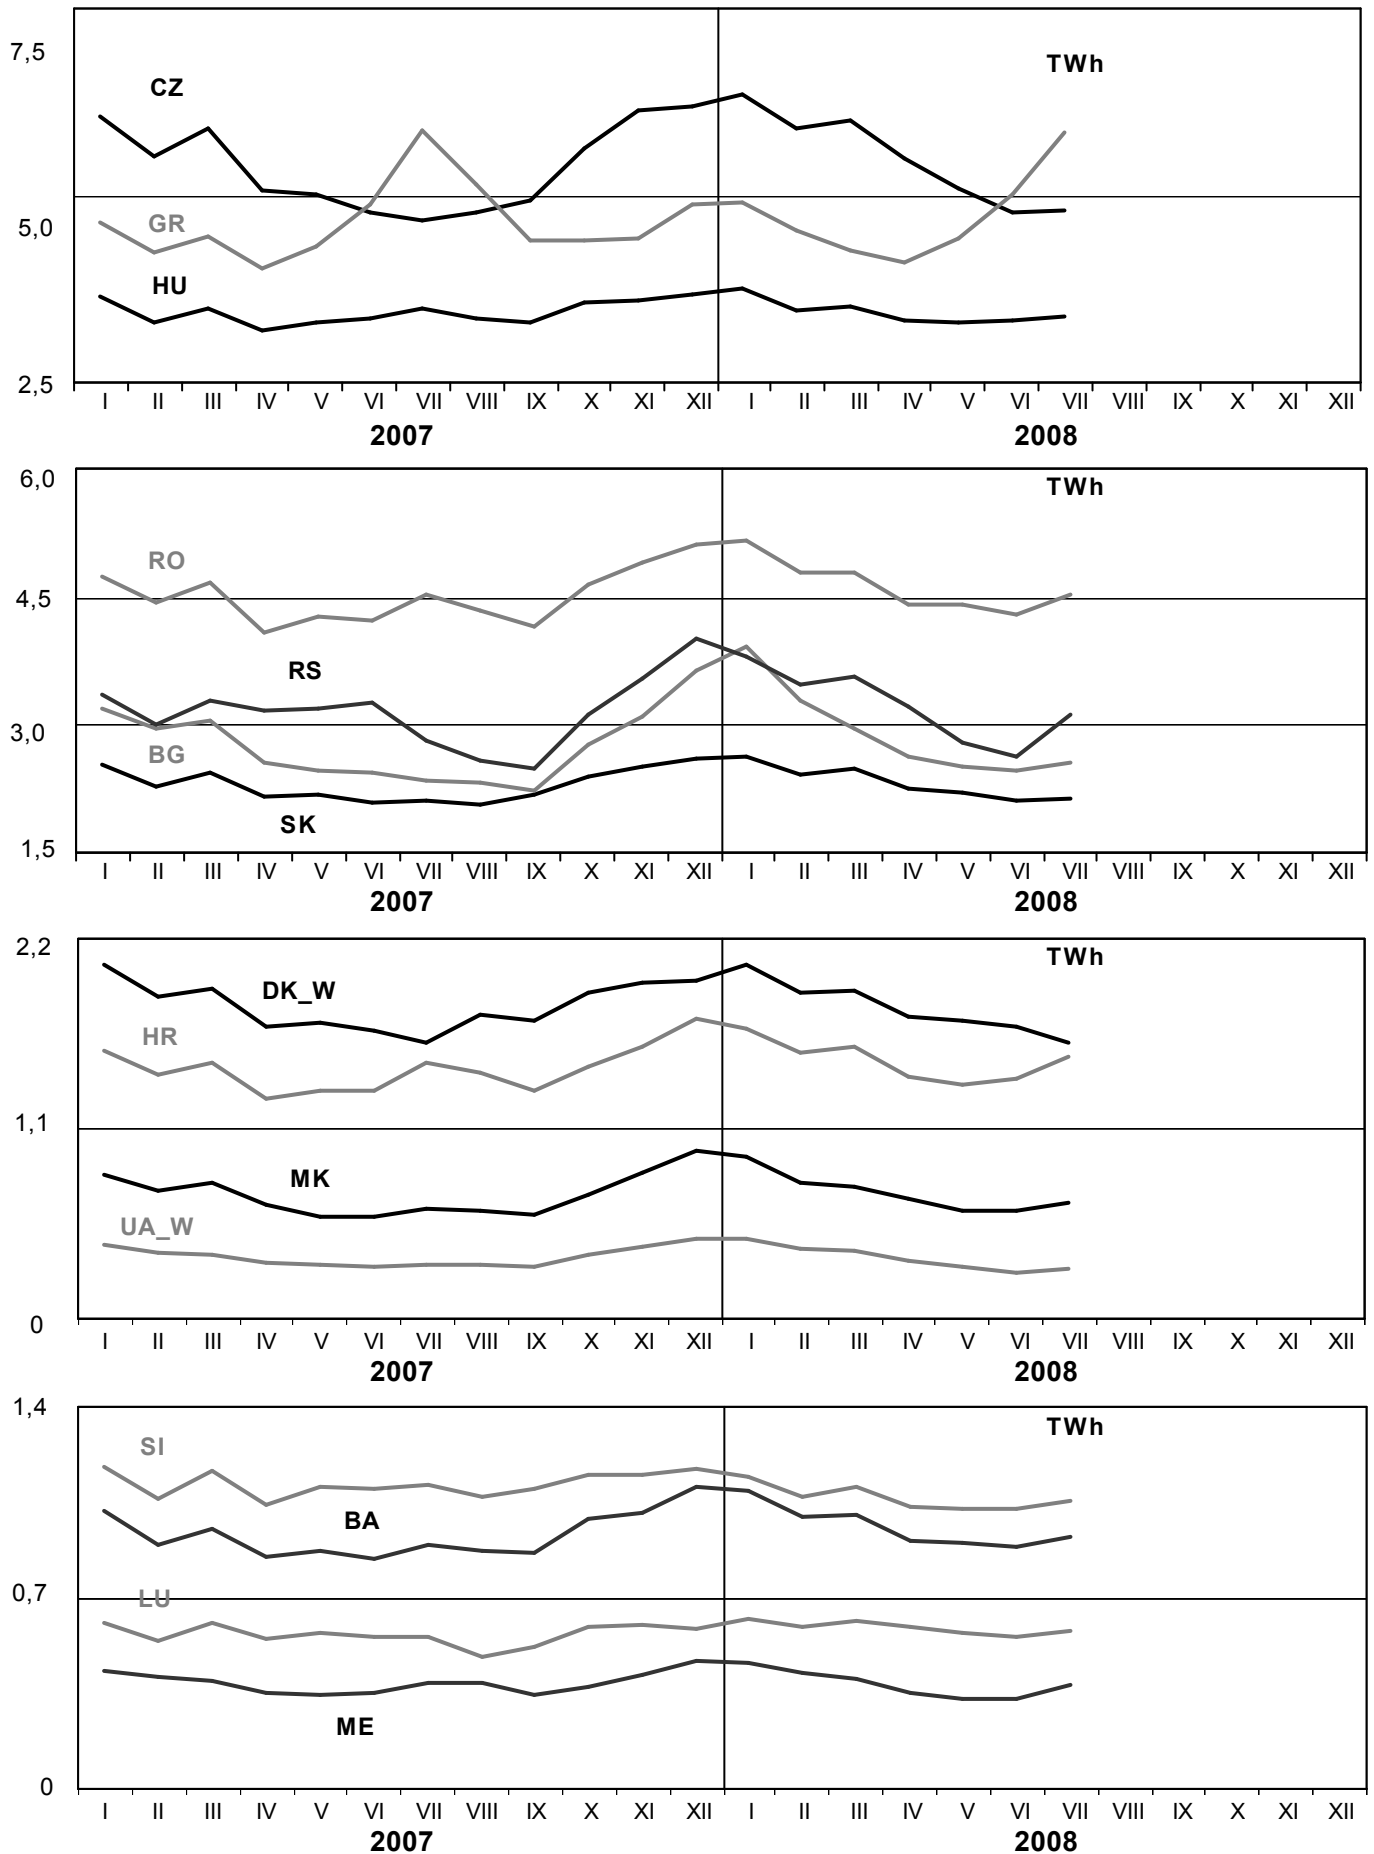 7,5
TWh
CZ
GR
5,0
HU
2,5
I II III IV V VI VII VIII IX X XI XII I II III IV V VI VII VIII IX X XI XII
2007 2008
6,0
TWh
RO
4,5
RS
3,0
BG
SK
1,5
I II III IV V VI VII VIII IX X XI XII I II III IV V VI VII VIII IX X XI XII
2007 2008
2,2
TWh
DK_W
HR
1,1
MK
UA_W
0
I II III IV V VI VII VIII IX X XI XII I II III IV V VI VII VIII IX X XI XII
2007 2008
1,4
TWh
SI
BA
0,7
LU
ME
0
I II III IV V VI VII VIII IX X XI XII I II III IV V VI VII VIII IX X XI XII
2007 2008